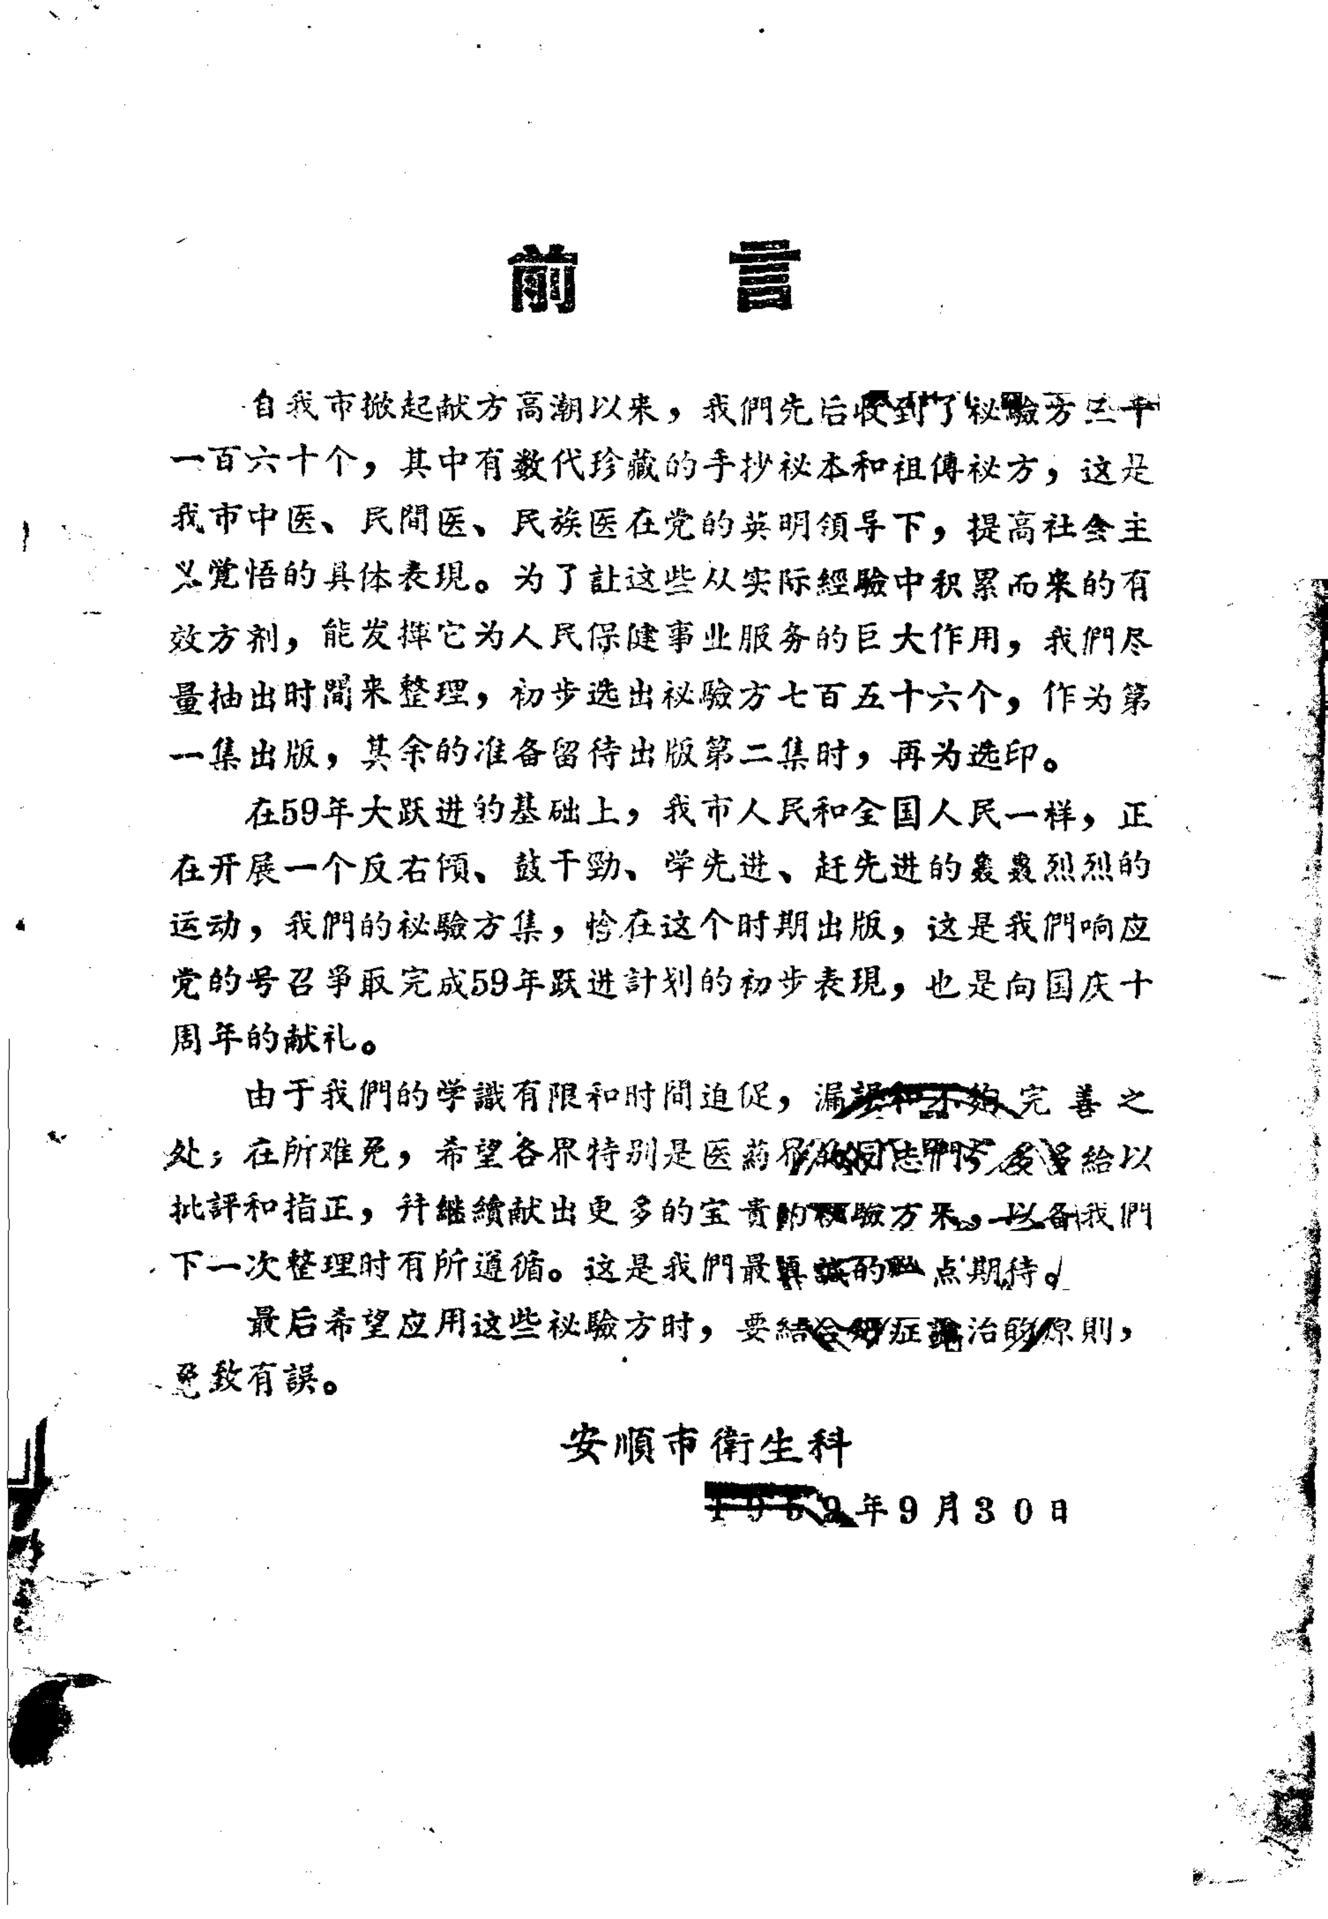 前言
自我市掀起献方高潮以来，我們先后收到了祕驗方三千
一百六十个，其中有数代珍藏的手抄祕本和祖傳祕方，这是
我市中医、民間医、民族医在党的英明領导下，提高社会主
义覚悟的具体表現。为了訨这些从实际經驗中积累而来的有
效方剂，能发揮它为人民保健事业服务的巨大作用，我們尽
量抽出时間来整理，初步选出祕驗方七百五十六个，作为第
一集出版，其余的准备留待出版第二集时，再为选印。
在59年大跃进的基础上，我市人民和全国人民一样，正
在开展一个反右傾、鼓干勁、学先进、赶先进的轰轰烈烈的
运动，我們的祕驗方集，恰在这个时期出版，这是我們响应
党的号召爭取完成59年跃进計划的初步表現，也是向国庆十
周年的献礼。
由于我們的学識有限和时間迫促，漏誤和不夠完善之
处；在所难免，希望各界特别是医药界的同志們，給以
批評和指正，幷継續献出更多的宝貴的祕驗方来，以备我們
下一次整理时有所遵循。这是我們最真誠的一点期待。
最后希望应用这些祕驗方时，要結合症論治的原則，
免致有誤。
安順市衛生科
1959年9月30日